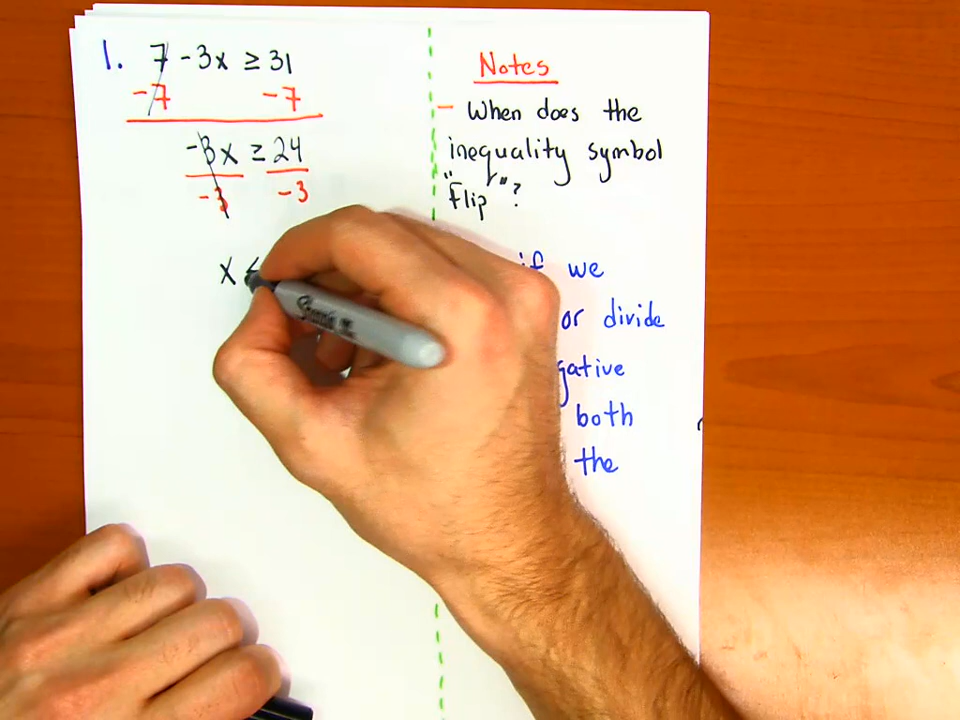 1. 7 - 3x ≥ 31
-7 -7
-3x ≥ 24
-3 -3
x ≤
Notes
- When does the
inequality symbol
"flip"?
if we
or divide
gative
both
the